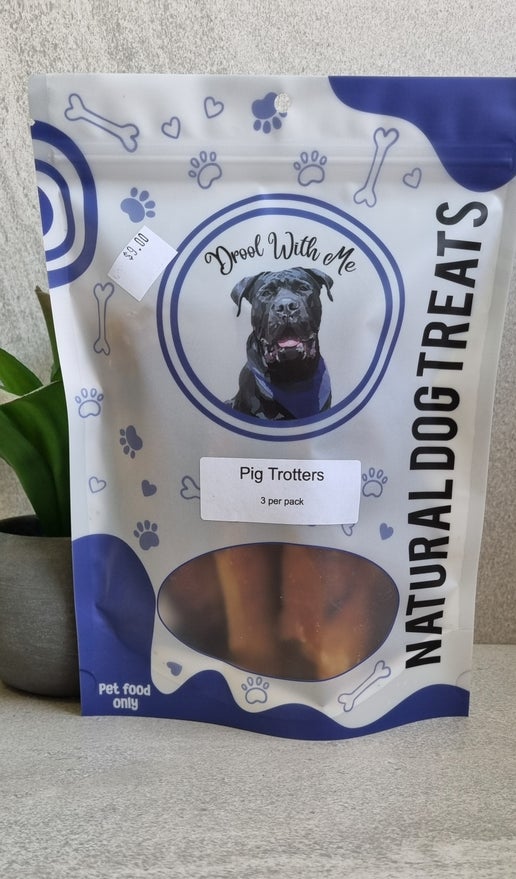 $9.00
Drool With Me
NATURAL DOG TREATS
Pig Trotters
3 per pack
Pet food
only